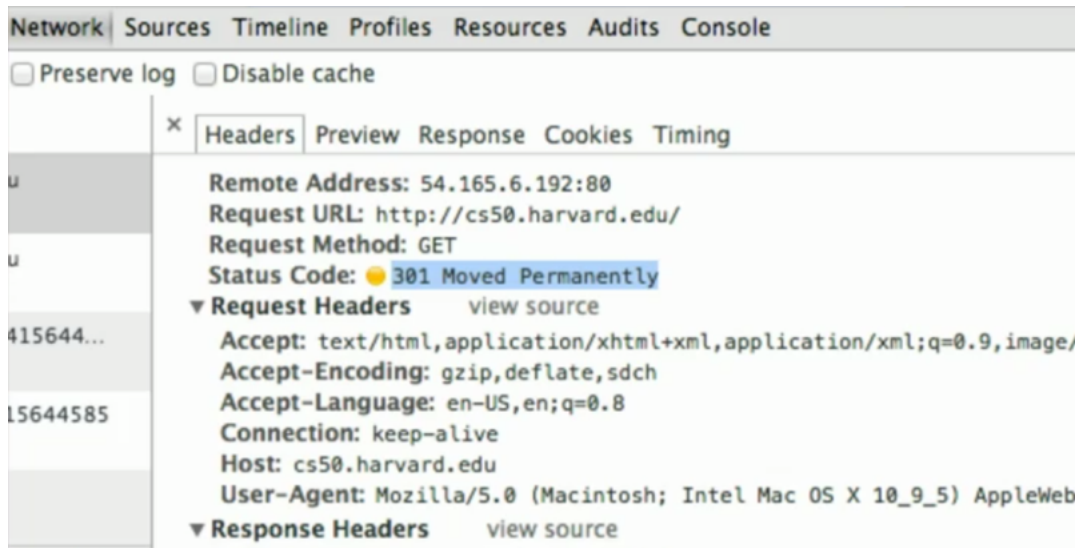 Network Sources Timeline Profiles Resources Audits Console
Preserve log Disable cache
× Headers Preview Response Cookies Timing
Remote Address: 54.165.6.192:80
u
Request URL: http://cs50.harvard.edu/
Request Method: GET
u
Status Code: 301 Moved Permanently
▼ Request Headers view source
415644...
Accept: text/html,application/xhtml+xml,application/xml;q=0.9,image/
Accept-Encoding: gzip,deflate,sdch
Accept-Language: en-US,en;q=0.8
15644585
Connection: keep-alive
Host: cs50.harvard.edu
User-Agent: Mozilla/5.0 (Macintosh; Intel Mac OS X 10_9_5) AppleWeb
▼ Response Headers view source